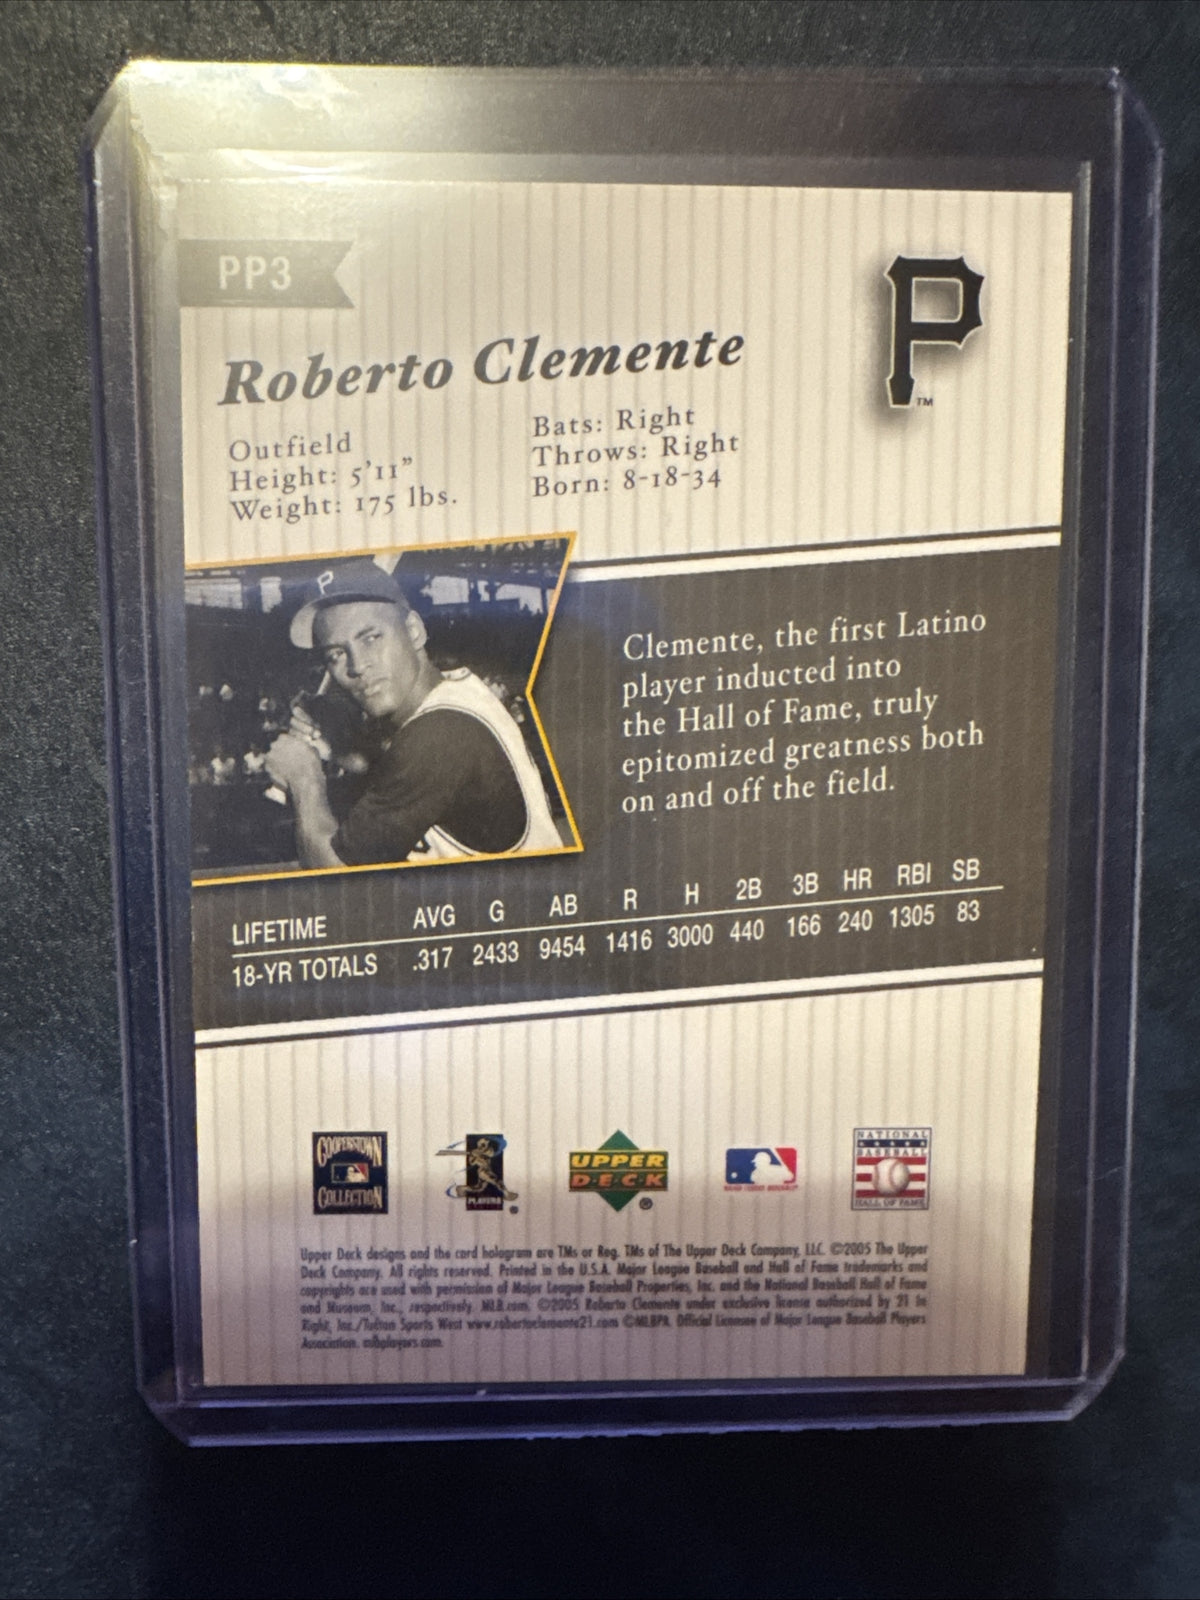 PP3
P
TM
Roberto Clemente
Outfield
Height: 5'11"
Weight: 175 lbs.
Bats: Right
Throws: Right
Born: 8-18-34
P
Clemente, the first Latino
player inducted into
the Hall of Fame, truly
epitomized greatness both
on and off the field.
LIFETIME AVG G AB R H 2B 3B HR RBI SB
18-YR TOTALS .317 2433 9454 1416 3000 440 166 240 1305 83
COOPERSTOWN
COLLECTION
PLAYERS
®
UPPER
DECK
®
MAJOR LEAGUE BASEBALL
NATIONAL
BASEBALL
HALL OF FAME
Upper Deck designs and the card hologram are TMs or Reg. TMs of The Upper Deck Company, LLC. ©2005 The Upper
Deck Company. All rights reserved. Printed in the U.S.A. Major League Baseball and Hall of Fame trademarks and
copyrights are used with permission of Major League Baseball Properties, Inc. and the National Baseball Hall of Fame
and Museum, Inc., respectively. MLB.com. ©2005 Roberto Clemente under exclusive license authorized by 21 In
Right, Inc./Tutton Sports West www.robertoclemente21.com ©MLBPA. Official Licensee of Major League Baseball Players
Association. mlbplayers.com.